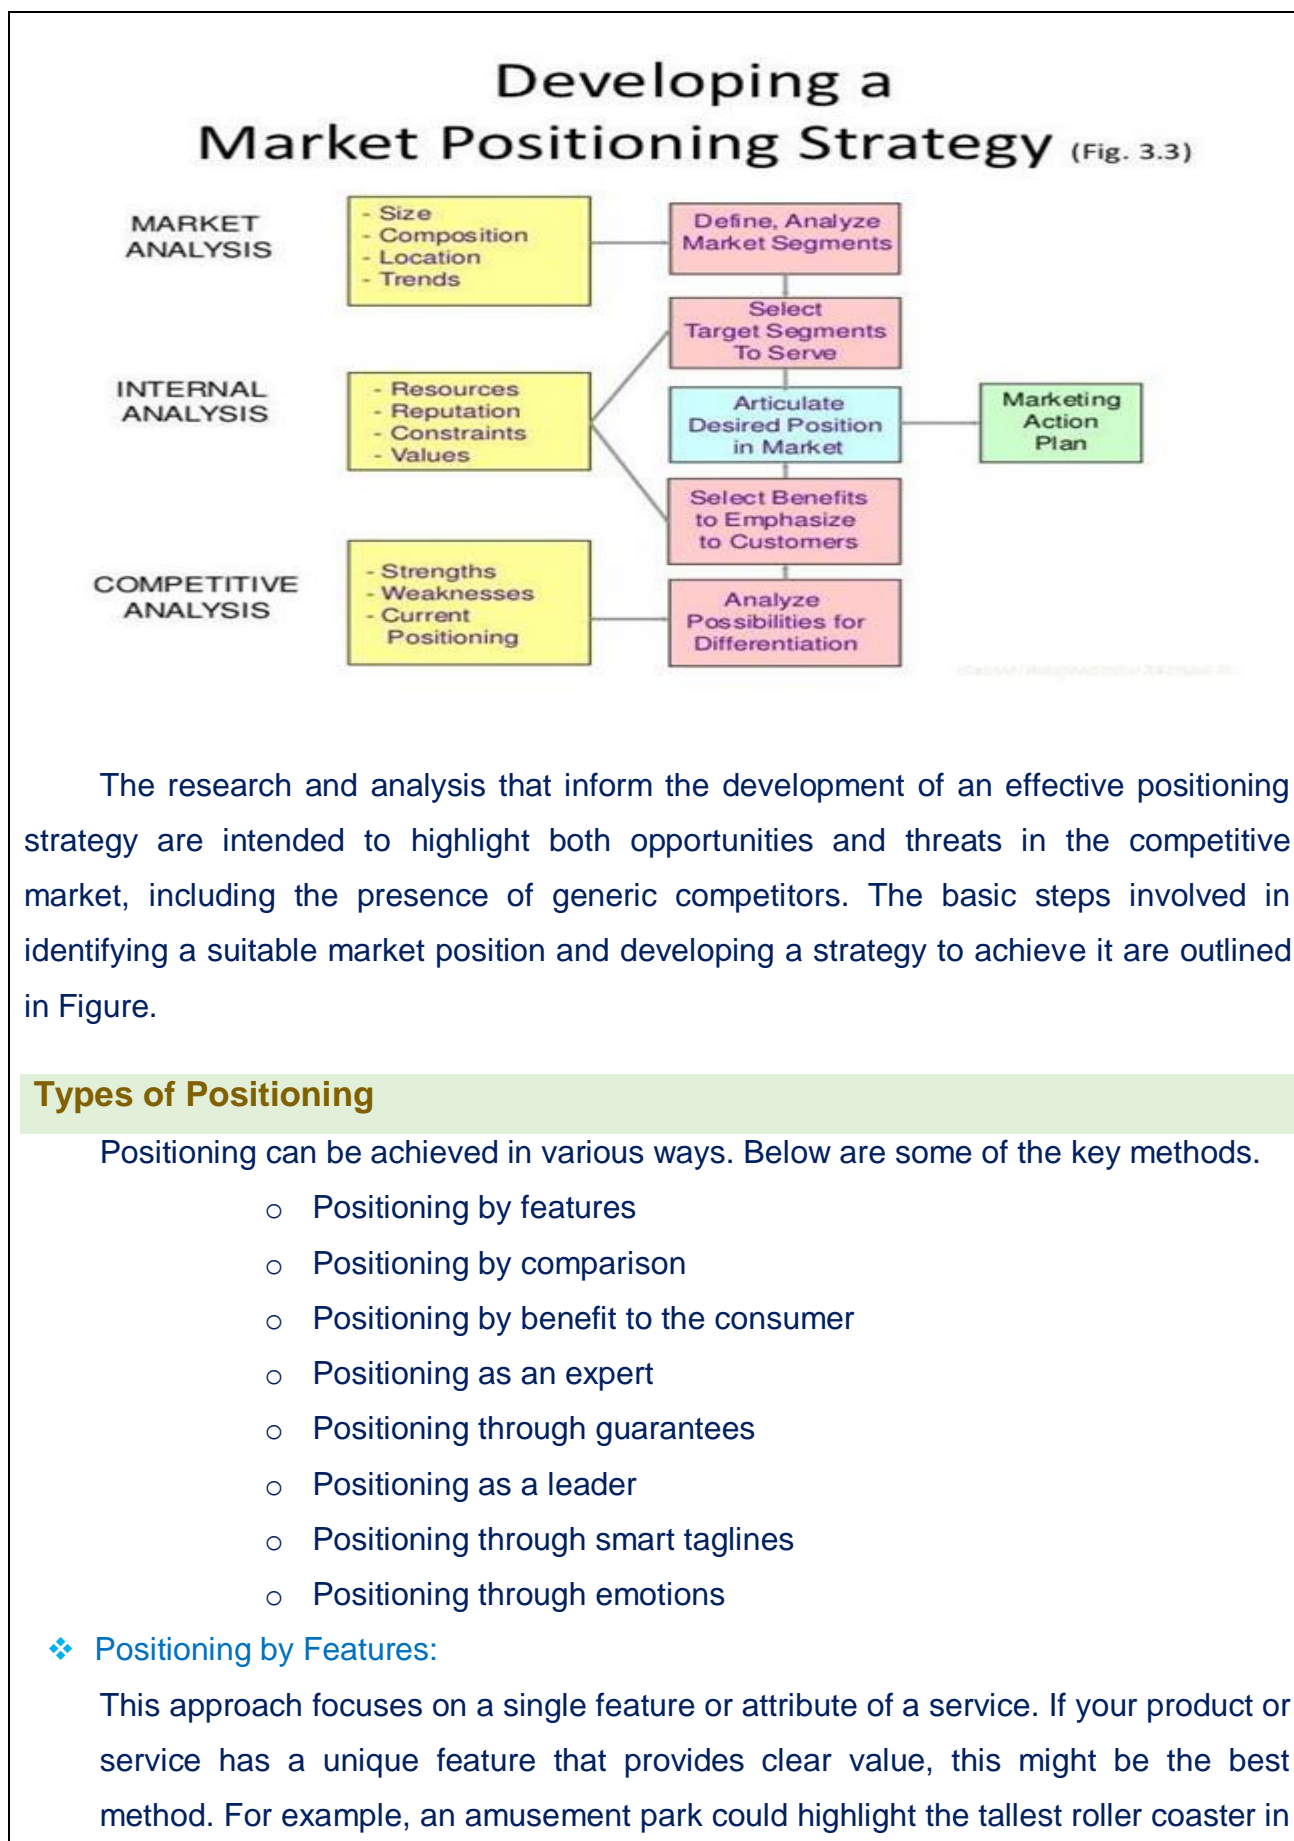 Developing a
Market Positioning Strategy (Fig. 3.3)
MARKET
ANALYSIS
- Size
- Composition
- Location
- Trends
Define, Analyze
Market Segments
Select
Target Segments
To Serve
INTERNAL
ANALYSIS
- Resources
- Reputation
- Constraints
- Values
Articulate
Desired Position
in Market
Marketing
Action
Plan
Select Benefits
to Emphasize
to Customers
COMPETITIVE
ANALYSIS
- Strengths
- Weaknesses
- Current
Positioning
Analyze
Possibilities for
Differentiation
The research and analysis that inform the development of an effective positioning
strategy are intended to highlight both opportunities and threats in the competitive
market, including the presence of generic competitors. The basic steps involved in
identifying a suitable market position and developing a strategy to achieve it are outlined
in Figure.
Types of Positioning
Positioning can be achieved in various ways. Below are some of the key methods.
o Positioning by features
o Positioning by comparison
o Positioning by benefit to the consumer
o Positioning as an expert
o Positioning through guarantees
o Positioning as a leader
o Positioning through smart taglines
o Positioning through emotions
❖ Positioning by Features:
This approach focuses on a single feature or attribute of a service. If your product or
service has a unique feature that provides clear value, this might be the best
method. For example, an amusement park could highlight the tallest roller coaster in